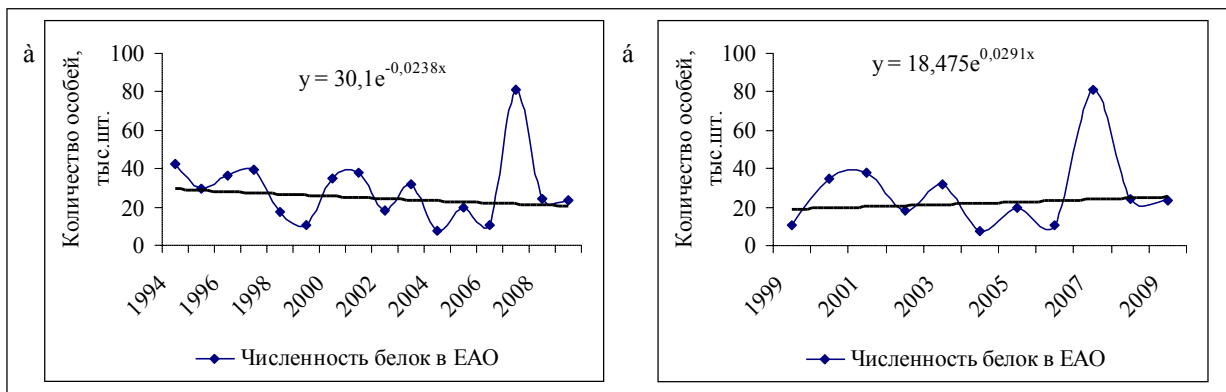 à
Количество особей,
тыс.шт.
100
80
60
40
20
0
y = 30,1e^-0,0238x
1994
1996
1998
2000
2002
2004
2006
2008
Численность белок в ЕАО
á
Количество особей,
тыс.шт.
100
80
60
40
20
0
y = 18,475e^0,0291x
1999
2001
2003
2005
2007
2009
Численность белок в ЕАО